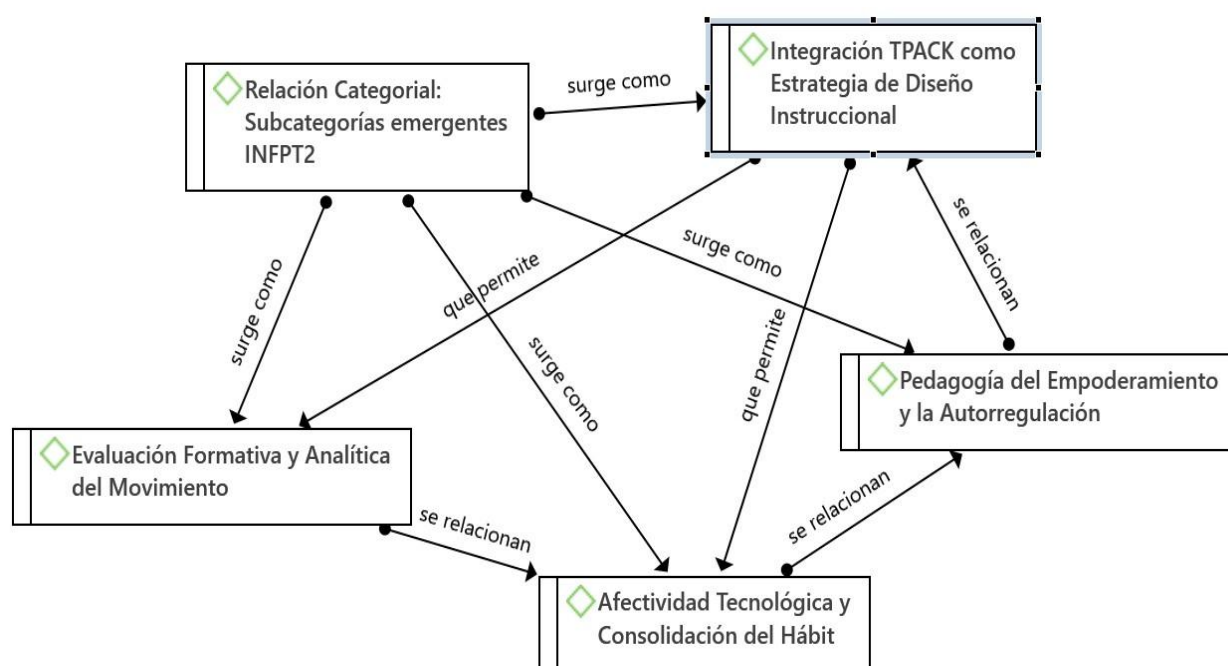 Relación Categorial:
Subcategorías emergentes
INFPT2
surge como
Integración TPACK como
Estrategia de Diseño
Instruccional
surge como
que permite
surge como
surge como
que permite
se relacionan
Pedagogía del Empoderamiento
y la Autorregulación
Evaluación Formativa y Analítica
del Movimiento
se relacionan
se relacionan
Afectividad Tecnológica y
Consolidación del Hábit